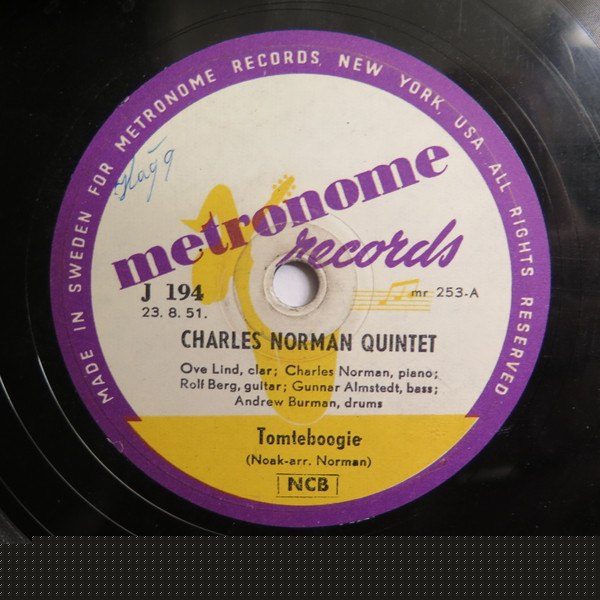 MADE IN SWEDEN FOR METRONOME RECORDS, NEW YORK, USA. ALL RIGHTS RESERVED
metronome
records
J 194
mr 253-A
23. 8. 51.
CHARLES NORMAN QUINTET
Ove Lind, clar; Charles Norman, piano;
Rolf Berg, guitar; Gunnar Almstedt, bass;
Andrew Burman, drums
Tomteboogie
(Noak-arr. Norman)
NCB